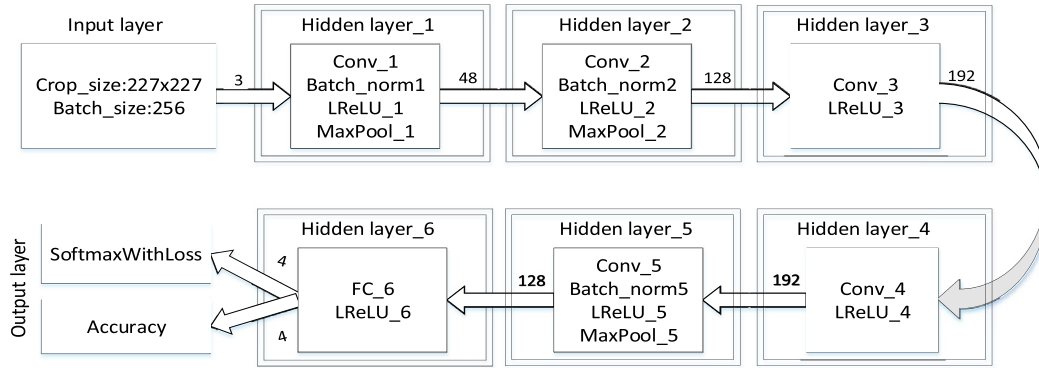 Input layer
Crop_size:227x227
Batch_size:256
3
Hidden layer_1
Conv_1
Batch_norm1
LReLU_1
MaxPool_1
48
Hidden layer_2
Conv_2
Batch_norm2
LReLU_2
MaxPool_2
128
Hidden layer_3
Conv_3
LReLU_3
192
Hidden layer_4
Conv_4
LReLU_4
192
Hidden layer_5
Conv_5
Batch_norm5
LReLU_5
MaxPool_5
128
Hidden layer_6
FC_6
LReLU_6
4
4
Output layer
SoftmaxWithLoss
Accuracy